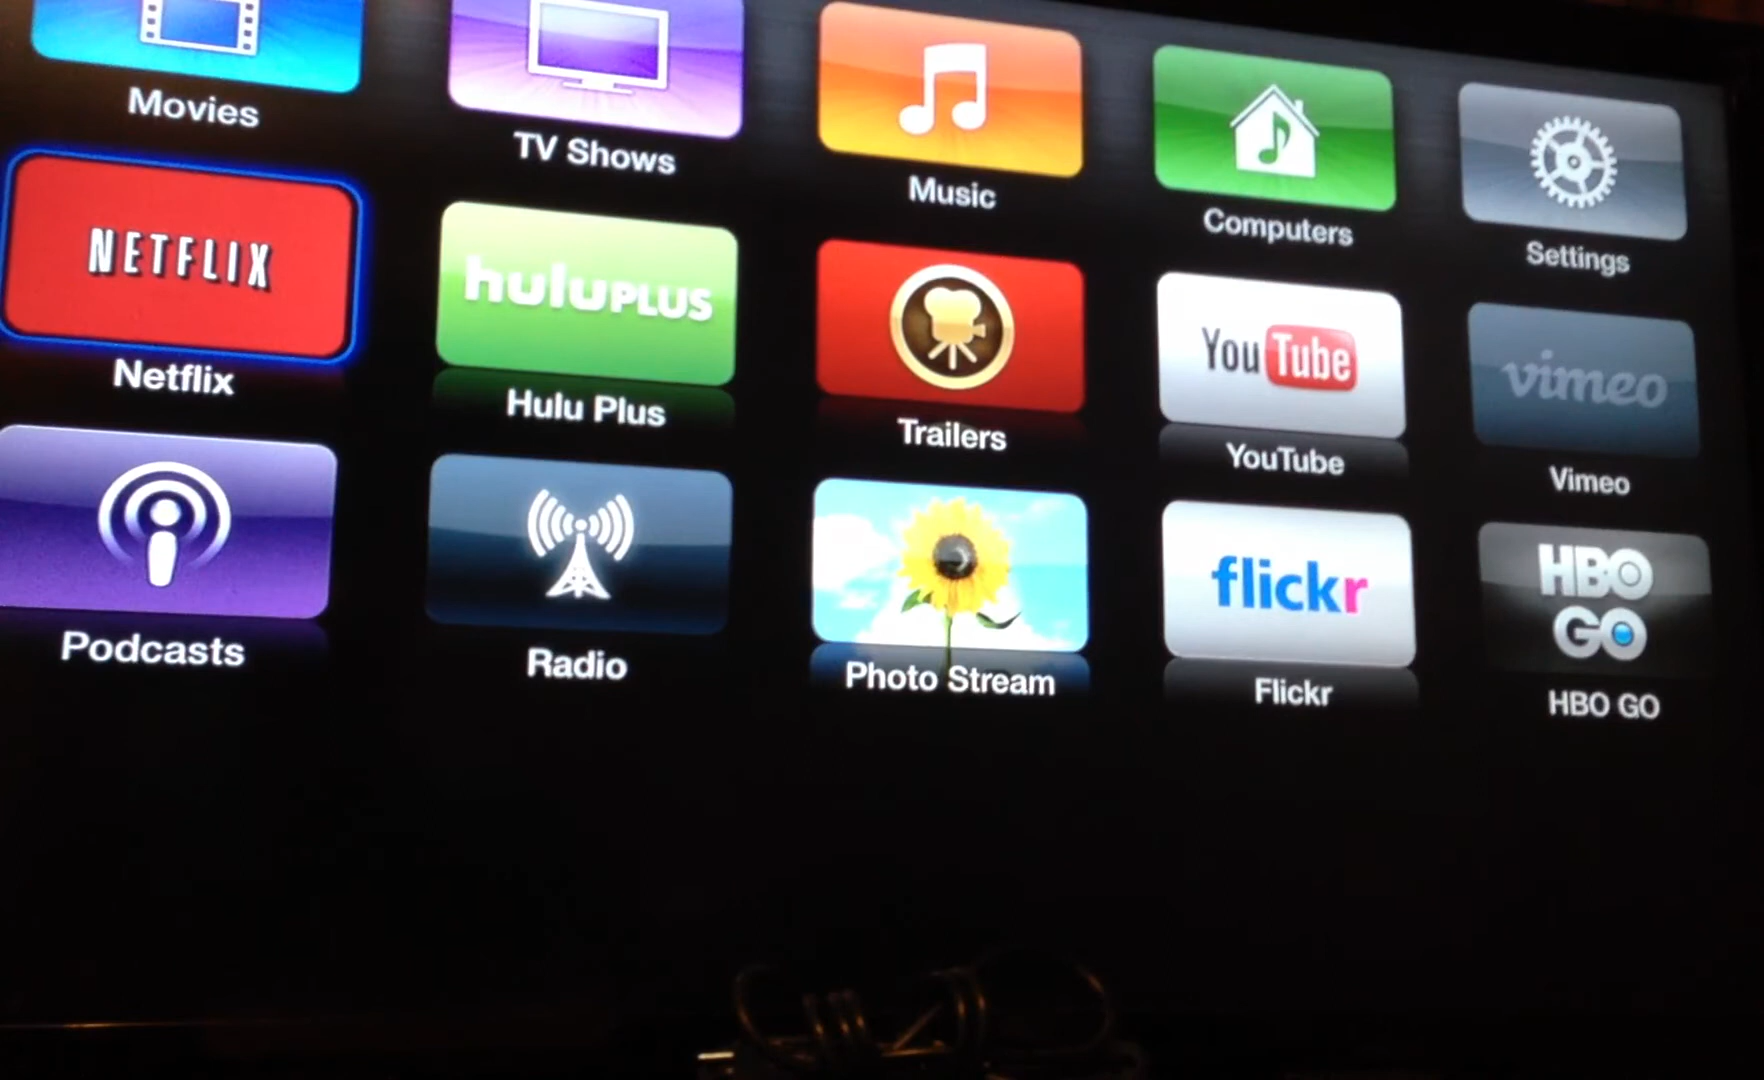 Movies
TV Shows
Music
Computers
Settings
NETFLIX
huluPLUS
YouTube
vimeo
Netflix
Hulu Plus
Trailers
YouTube
Vimeo
flickr
HBO
GO
Podcasts
Radio
Photo Stream
Flickr
HBO GO